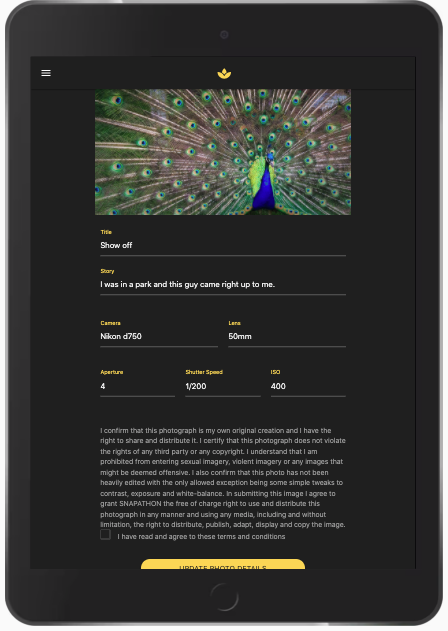 Title
Show off
Story
I was in a park and this guy came right up to me.
Camera
Lens
Nikon d750
50mm
Aperture
Shutter Speed
ISO
4
1/200
400
I confirm that this photograph is my own original creation and I have the
right to share and distribute it. I certify that this photograph does not violate
the rights of any third party or any copyright. I understand that I am
prohibited from entering sexual imagery, violent imagery or any images that
might be deemed offensive. I also confirm that this photo has not been
heavily edited with the only allowed exception being some simple tweaks to
contrast, exposure and white-balance. In submitting this image I agree to
grant SNAPATHON the free of charge right to use and distribute this
photograph in any manner and using any media, including and without
limitation, the right to distribute, publish, adapt, display and copy the image.
I have read and agree to these terms and conditions
UPDATE PHOTO DETAILS